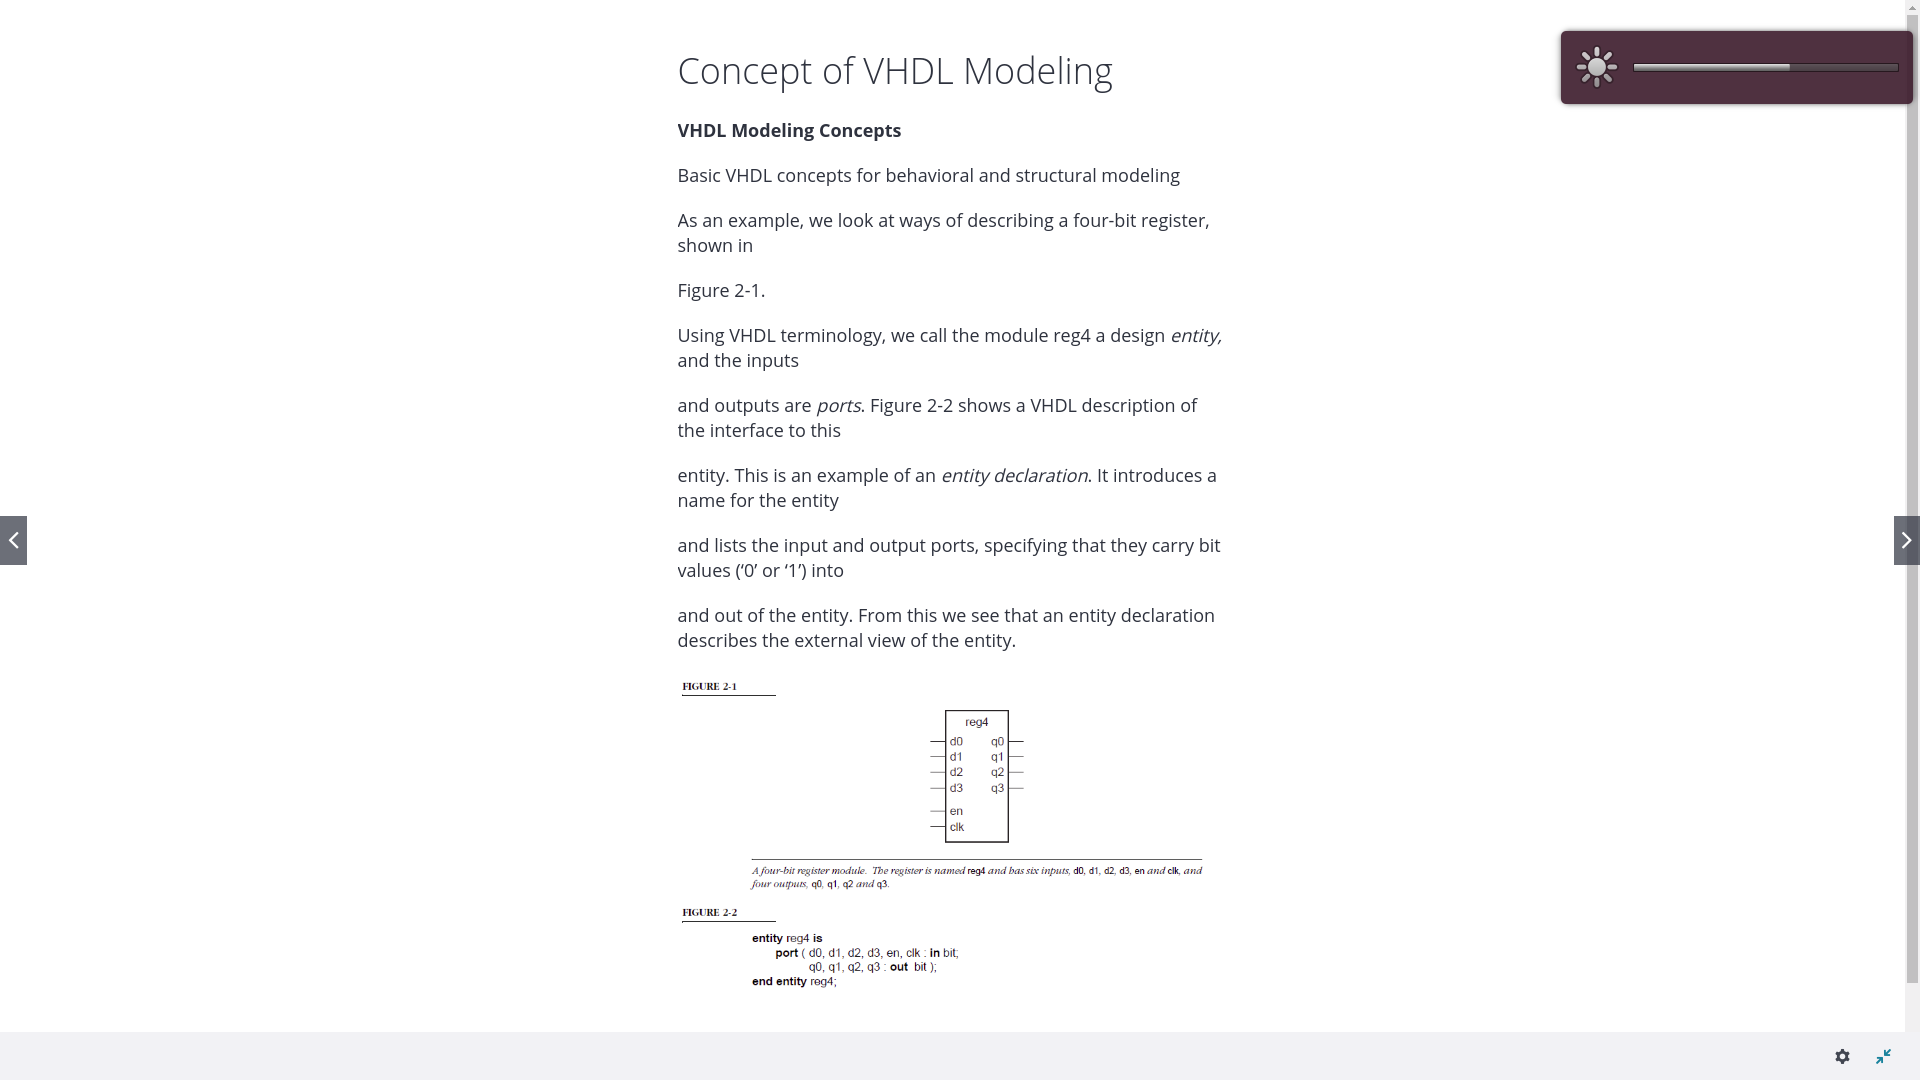 Concept of VHDL Modeling
VHDL Modeling Concepts
Basic VHDL concepts for behavioral and structural modeling
As an example, we look at ways of describing a four-bit register,
shown in
Figure 2-1.
Using VHDL terminology, we call the module reg4 a design entity,
and the inputs
and outputs are ports. Figure 2-2 shows a VHDL description of
the interface to this
entity. This is an example of an entity declaration. It introduces a
name for the entity
and lists the input and output ports, specifying that they carry bit
values (‘0’ or ‘1’) into
and out of the entity. From this we see that an entity declaration
describes the external view of the entity.
FIGURE 2-1
reg4
d0 q0
d1 q1
d2 q2
d3 q3
en
clk
A four-bit register module. The register is named reg4 and has six inputs, d0, d1, d2, d3, en and clk, and
four outputs, q0, q1, q2 and q3.
FIGURE 2-2
entity reg4 is
port ( d0, d1, d2, d3, en, clk : in bit;
q0, q1, q2, q3 : out bit );
end entity reg4;